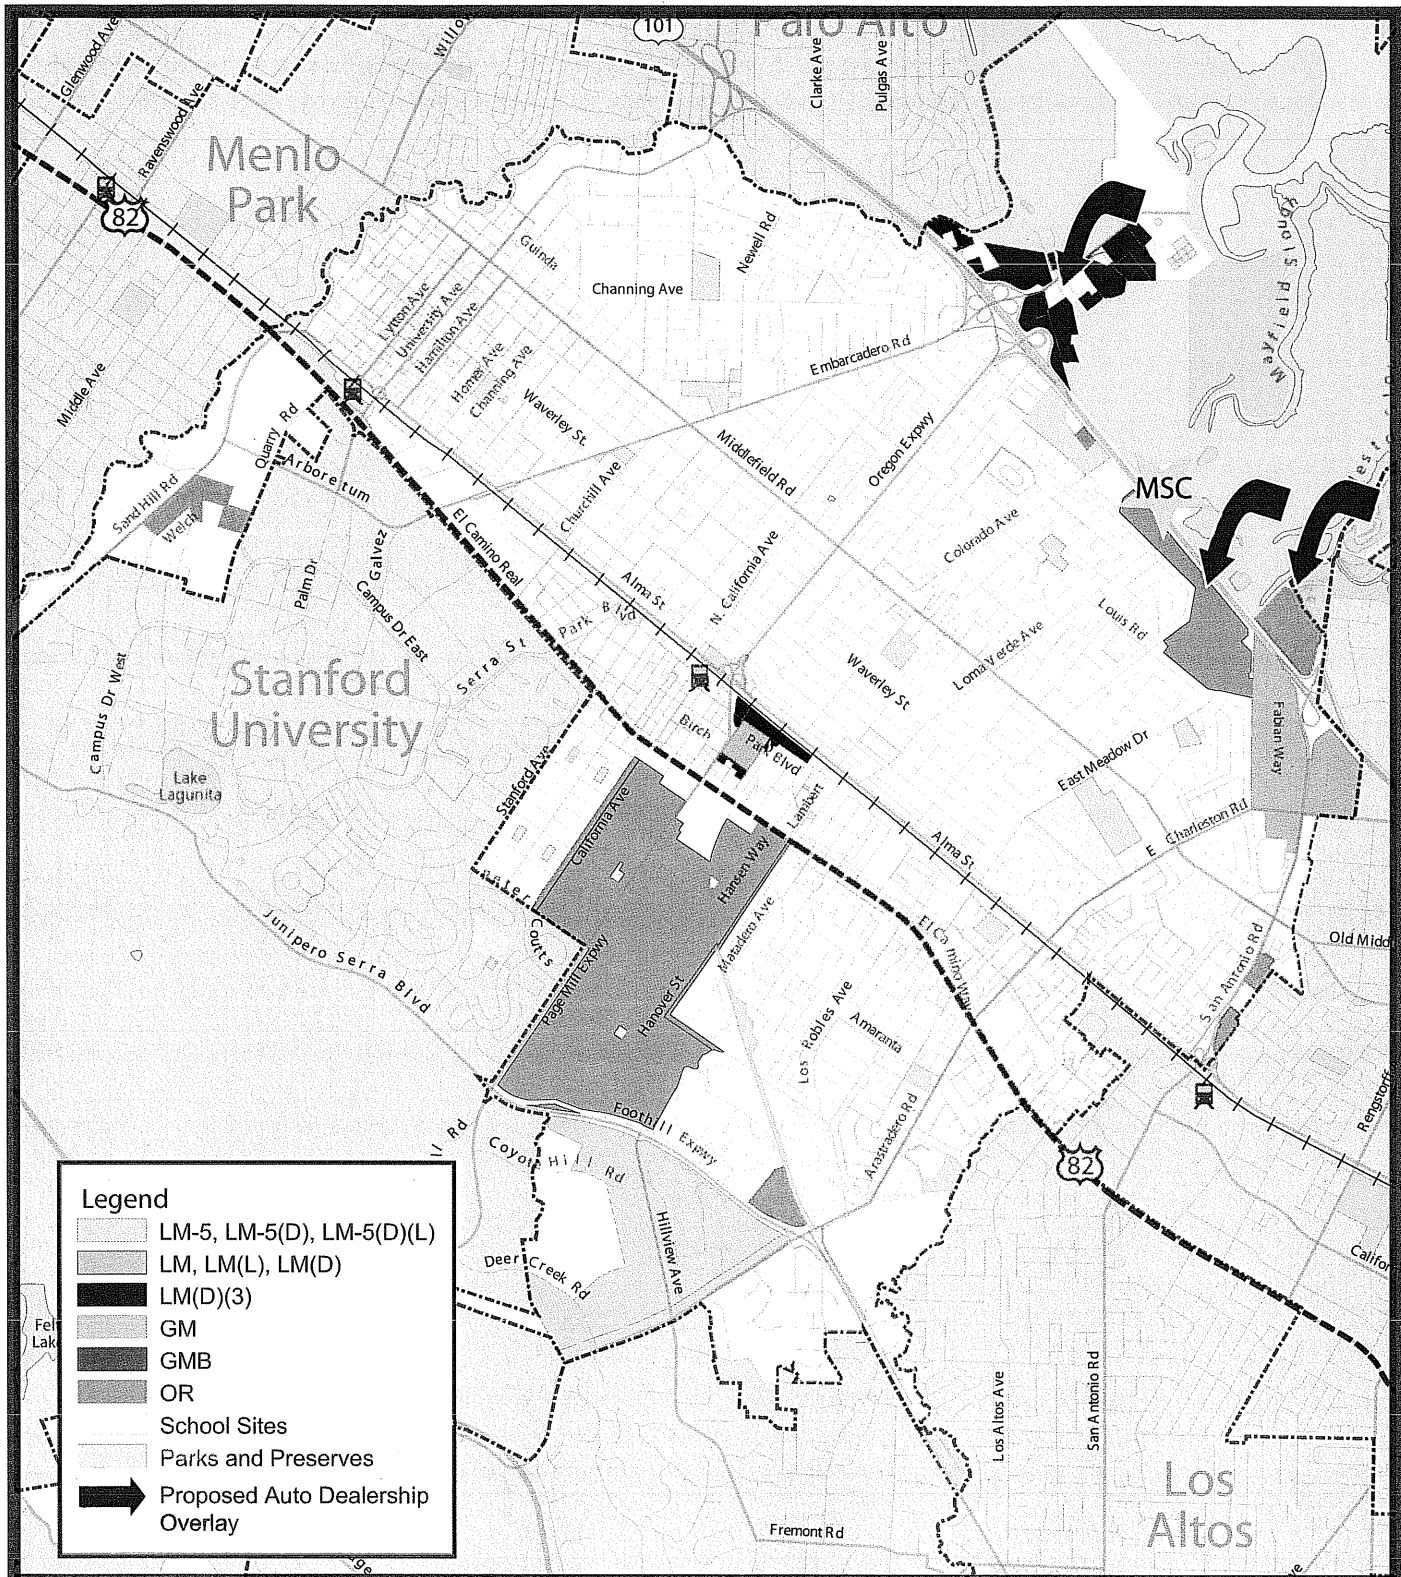 Palo Alto
101
Glenwood Ave
Clarke Ave
Pulgas Ave
Ravenswood Ave
Menlo
Park
82
Guinda
Newell Rd
Channing Ave
Lytton Ave
University Ave
Hamilton Ave
Homer Ave
Channing Ave
Embarcadero Rd
Mayfield Slough
Middle Ave
Waverley St
Quarry Rd
Arboretum
Middlefield Rd
Oregon Expwy
Sand Hill Rd
Welch
Churchill Ave
MSC
El Camino Real
Colorado Ave
N. California Ave
Palm Dr
Galvez
Alma St
Campus Dr East
Park Blvd
Louis Rd
Serra St
Loma Verde Ave
Waverley St
Campus Dr West
Stanford
University
Birch
Park Blvd
Fabian Way
East Meadow Dr
Lake
Lagunita
Stanford Ave
Lambert
California Ave
E Charleston Rd
Alma St
Hansen Way
Matadero Ave
Junipero Serra Blvd
Coutts
El Camino Way
Old Midd
Page Mill Expwy
San Antonio Rd
Hanover St
Los Robles Ave
Amaranta
Foothill Expwy
Arastradero Rd
Rengstorff
ll Rd
Coyote Hill Rd
82
Hillview Ave
Deer Creek Rd
Califor
Legend
LM-5, LM-5(D), LM-5(D)(L)
LM, LM(L), LM(D)
LM(D)(3)
GM
GMB
OR
School Sites
Parks and Preserves
Proposed Auto Dealership
Overlay
Fel
Lak
Los Altos Ave
San Antonio Rd
Los
Altos
Fremont Rd